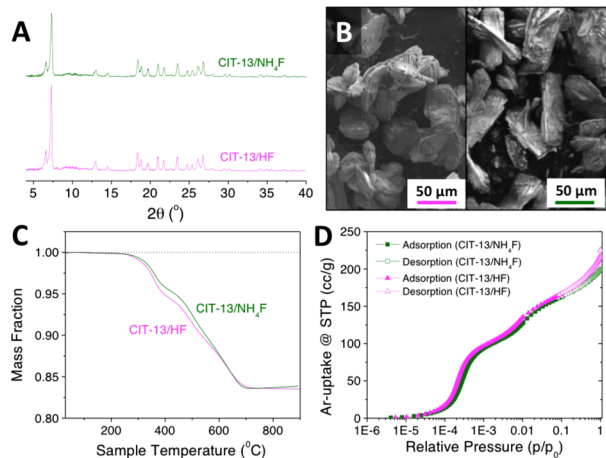 A
CIT-13/NH₄F
CIT-13/HF
5 10 15 20 25 30 35 40
2θ (°)
B
50 μm
50 μm
C
1.00
0.95
0.90
0.85
0.80
CIT-13/NH₄F
CIT-13/HF
200 400 600 800
Sample Temperature (⁰C)
Mass Fraction
D
250
200
150
100
50
0
Adsorption (CIT-13/NH₄F)
Desorption (CIT-13/NH₄F)
Adsorption (CIT-13/HF)
Desorption (CIT-13/HF)
1E-6 1E-5 1E-4 1E-3 0.01 0.1 1
Relative Pressure (p/p₀)
Ar-uptake @ STP (cc/g)